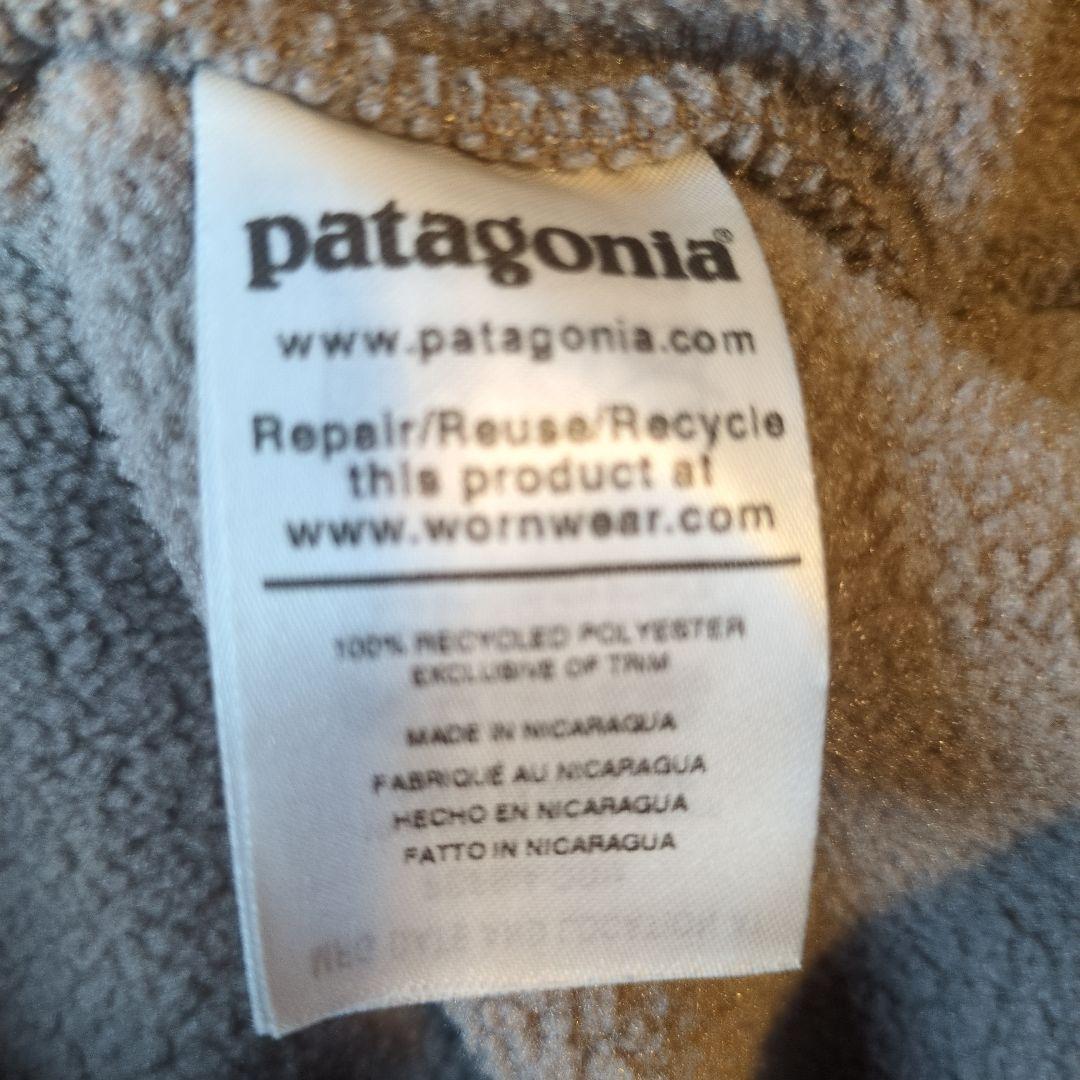 patagonia®
www.patagonia.com
Repair/Reuse/Recycle
this product at
www.wornwear.com
100% RECYCLED POLYESTER
EXCLUSIVE OF TRIM
MADE IN NICARAGUA
FABRIQUÉ AU NICARAGUA
HECHO EN NICARAGUA
FATTO IN NICARAGUA